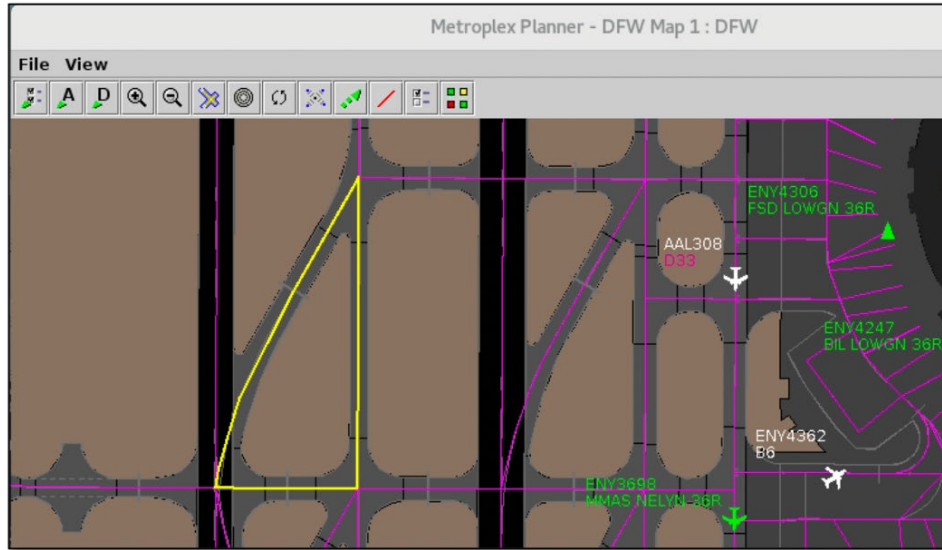 Metroplex Planner - DFW Map 1 : DFW
File View
A D
ENY4306
FSD LOWGN 36R
AAL308
D33
ENY4247
BIL LOWGN 36R
ENY4362
B6
ENY3698
MMAS NELYN 36R